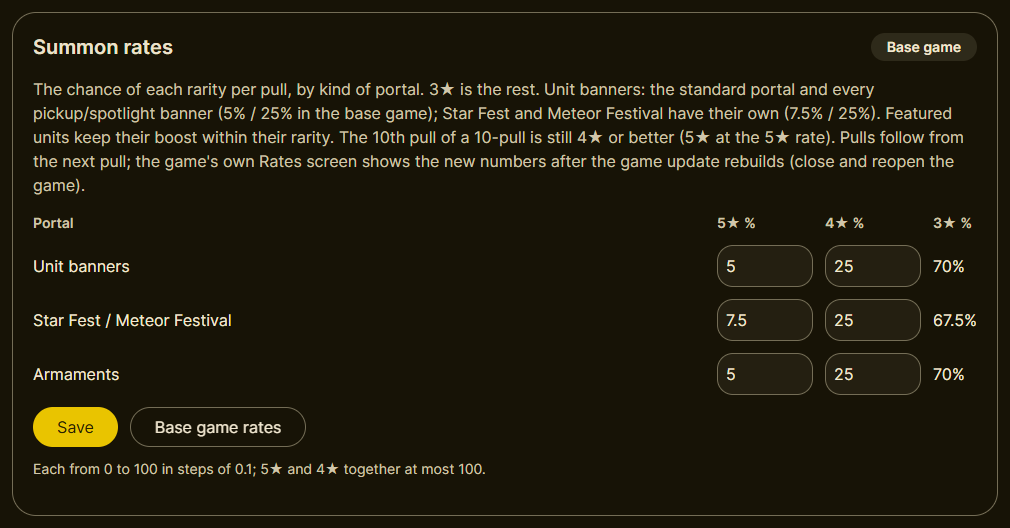 Summon rates
Base game
The chance of each rarity per pull, by kind of portal. 3★ is the rest. Unit banners: the standard portal and every
pickup/spotlight banner (5% / 25% in the base game); Star Fest and Meteor Festival have their own (7.5% / 25%). Featured
units keep their boost within their rarity. The 10th pull of a 10-pull is still 4★ or better (5★ at the 5★ rate). Pulls follow from
the next pull; the game's own Rates screen shows the new numbers after the game update rebuilds (close and reopen the
game).
Portal 5★ % 4★ % 3★ %
Unit banners 5 25 70%
Star Fest / Meteor Festival 7.5 25 67.5%
Armaments 5 25 70%
Save Base game rates
Each from 0 to 100 in steps of 0.1; 5★ and 4★ together at most 100.